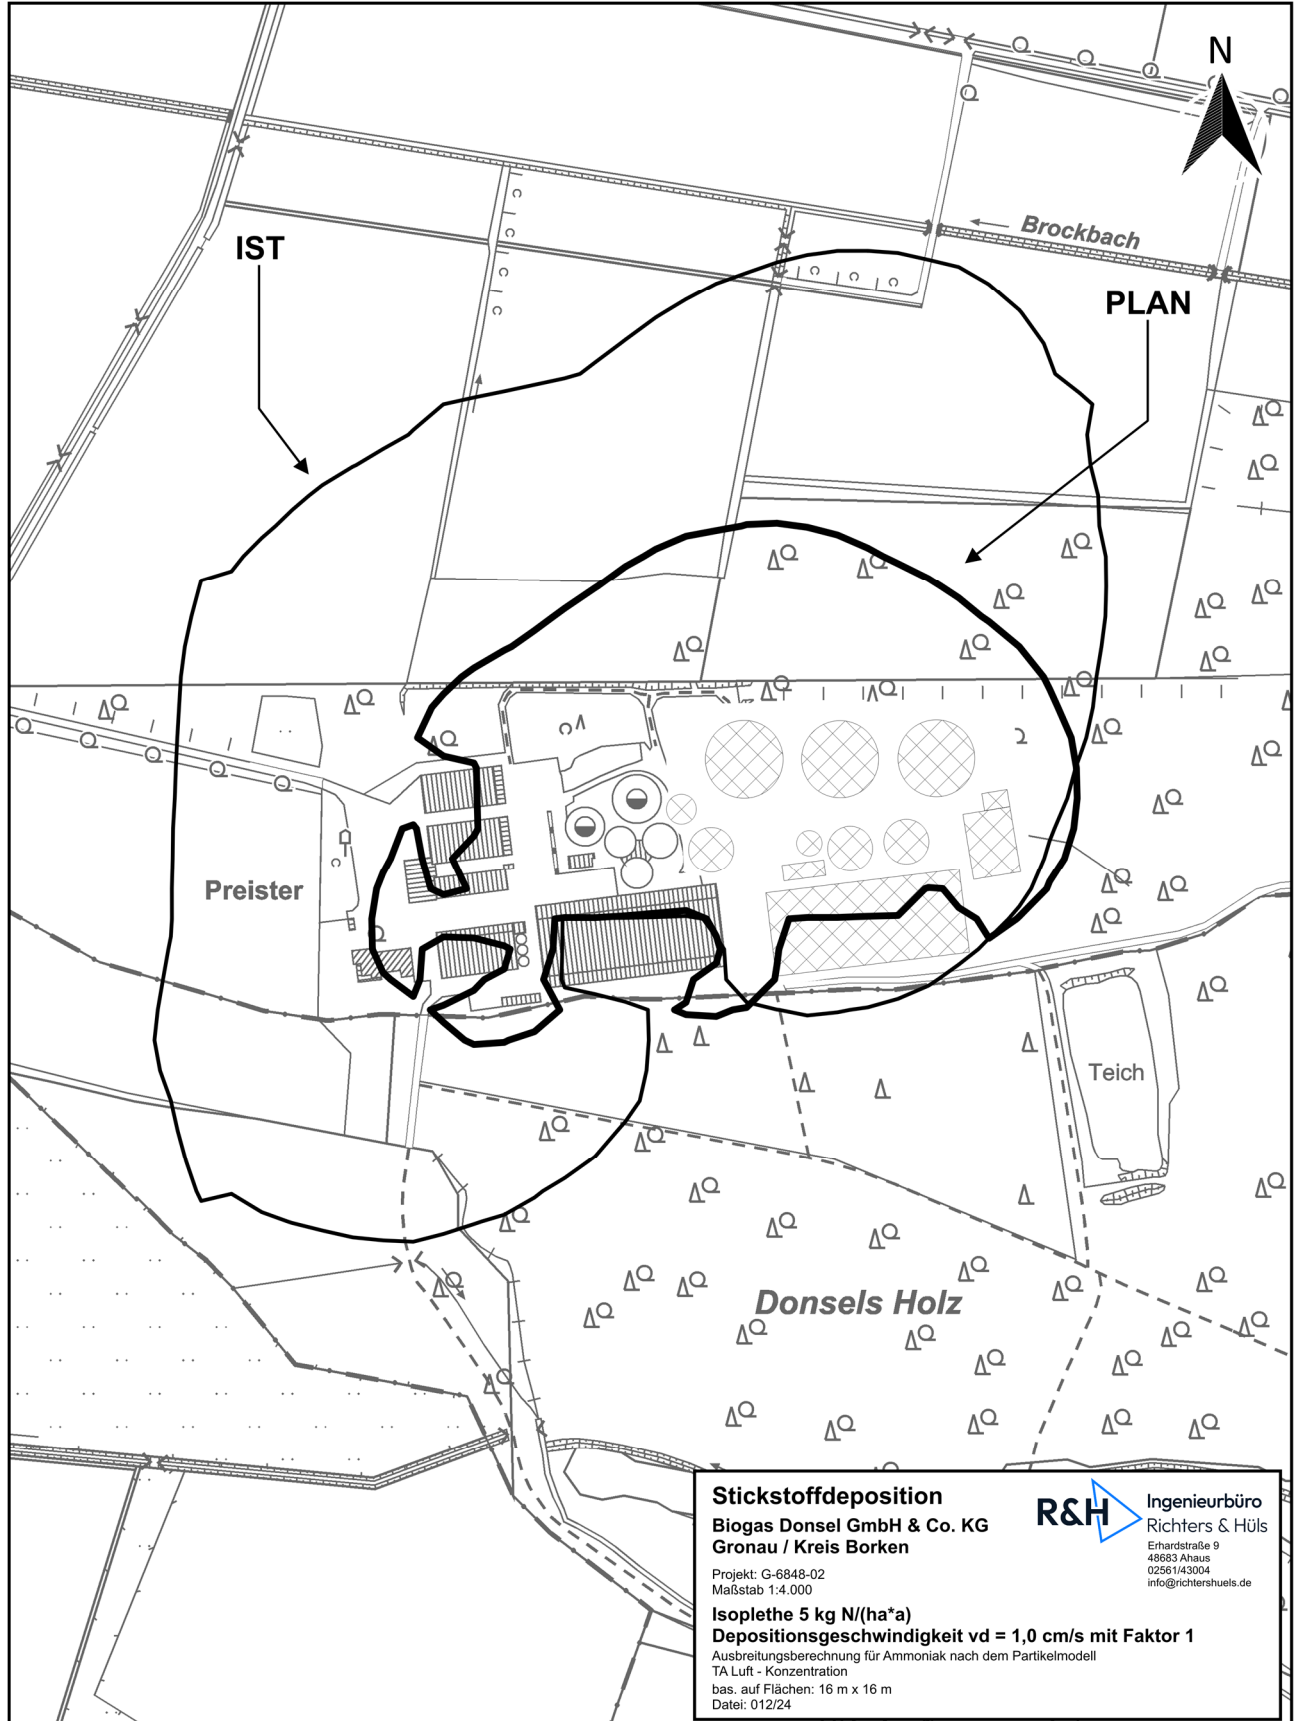 N
Brockbach
IST
PLAN
Preister
Teich
Donsels Holz
Stickstoffdeposition
Biogas Donsel GmbH & Co. KG
Gronau / Kreis Borken
Projekt: G-6848-02
Maßstab 1:4.000
Isoplethe 5 kg N/(ha*a)
Depositionsgeschwindigkeit vd = 1,0 cm/s mit Faktor 1
Ausbreitungsberechnung für Ammoniak nach dem Partikelmodell
TA Luft - Konzentration
bas. auf Flächen: 16 m x 16 m
Datei: 012/24
R&H
Ingenieurbüro
Richters & Hüls
Erhardstraße 9
48683 Ahaus
02561/43004
info@richtershuels.de